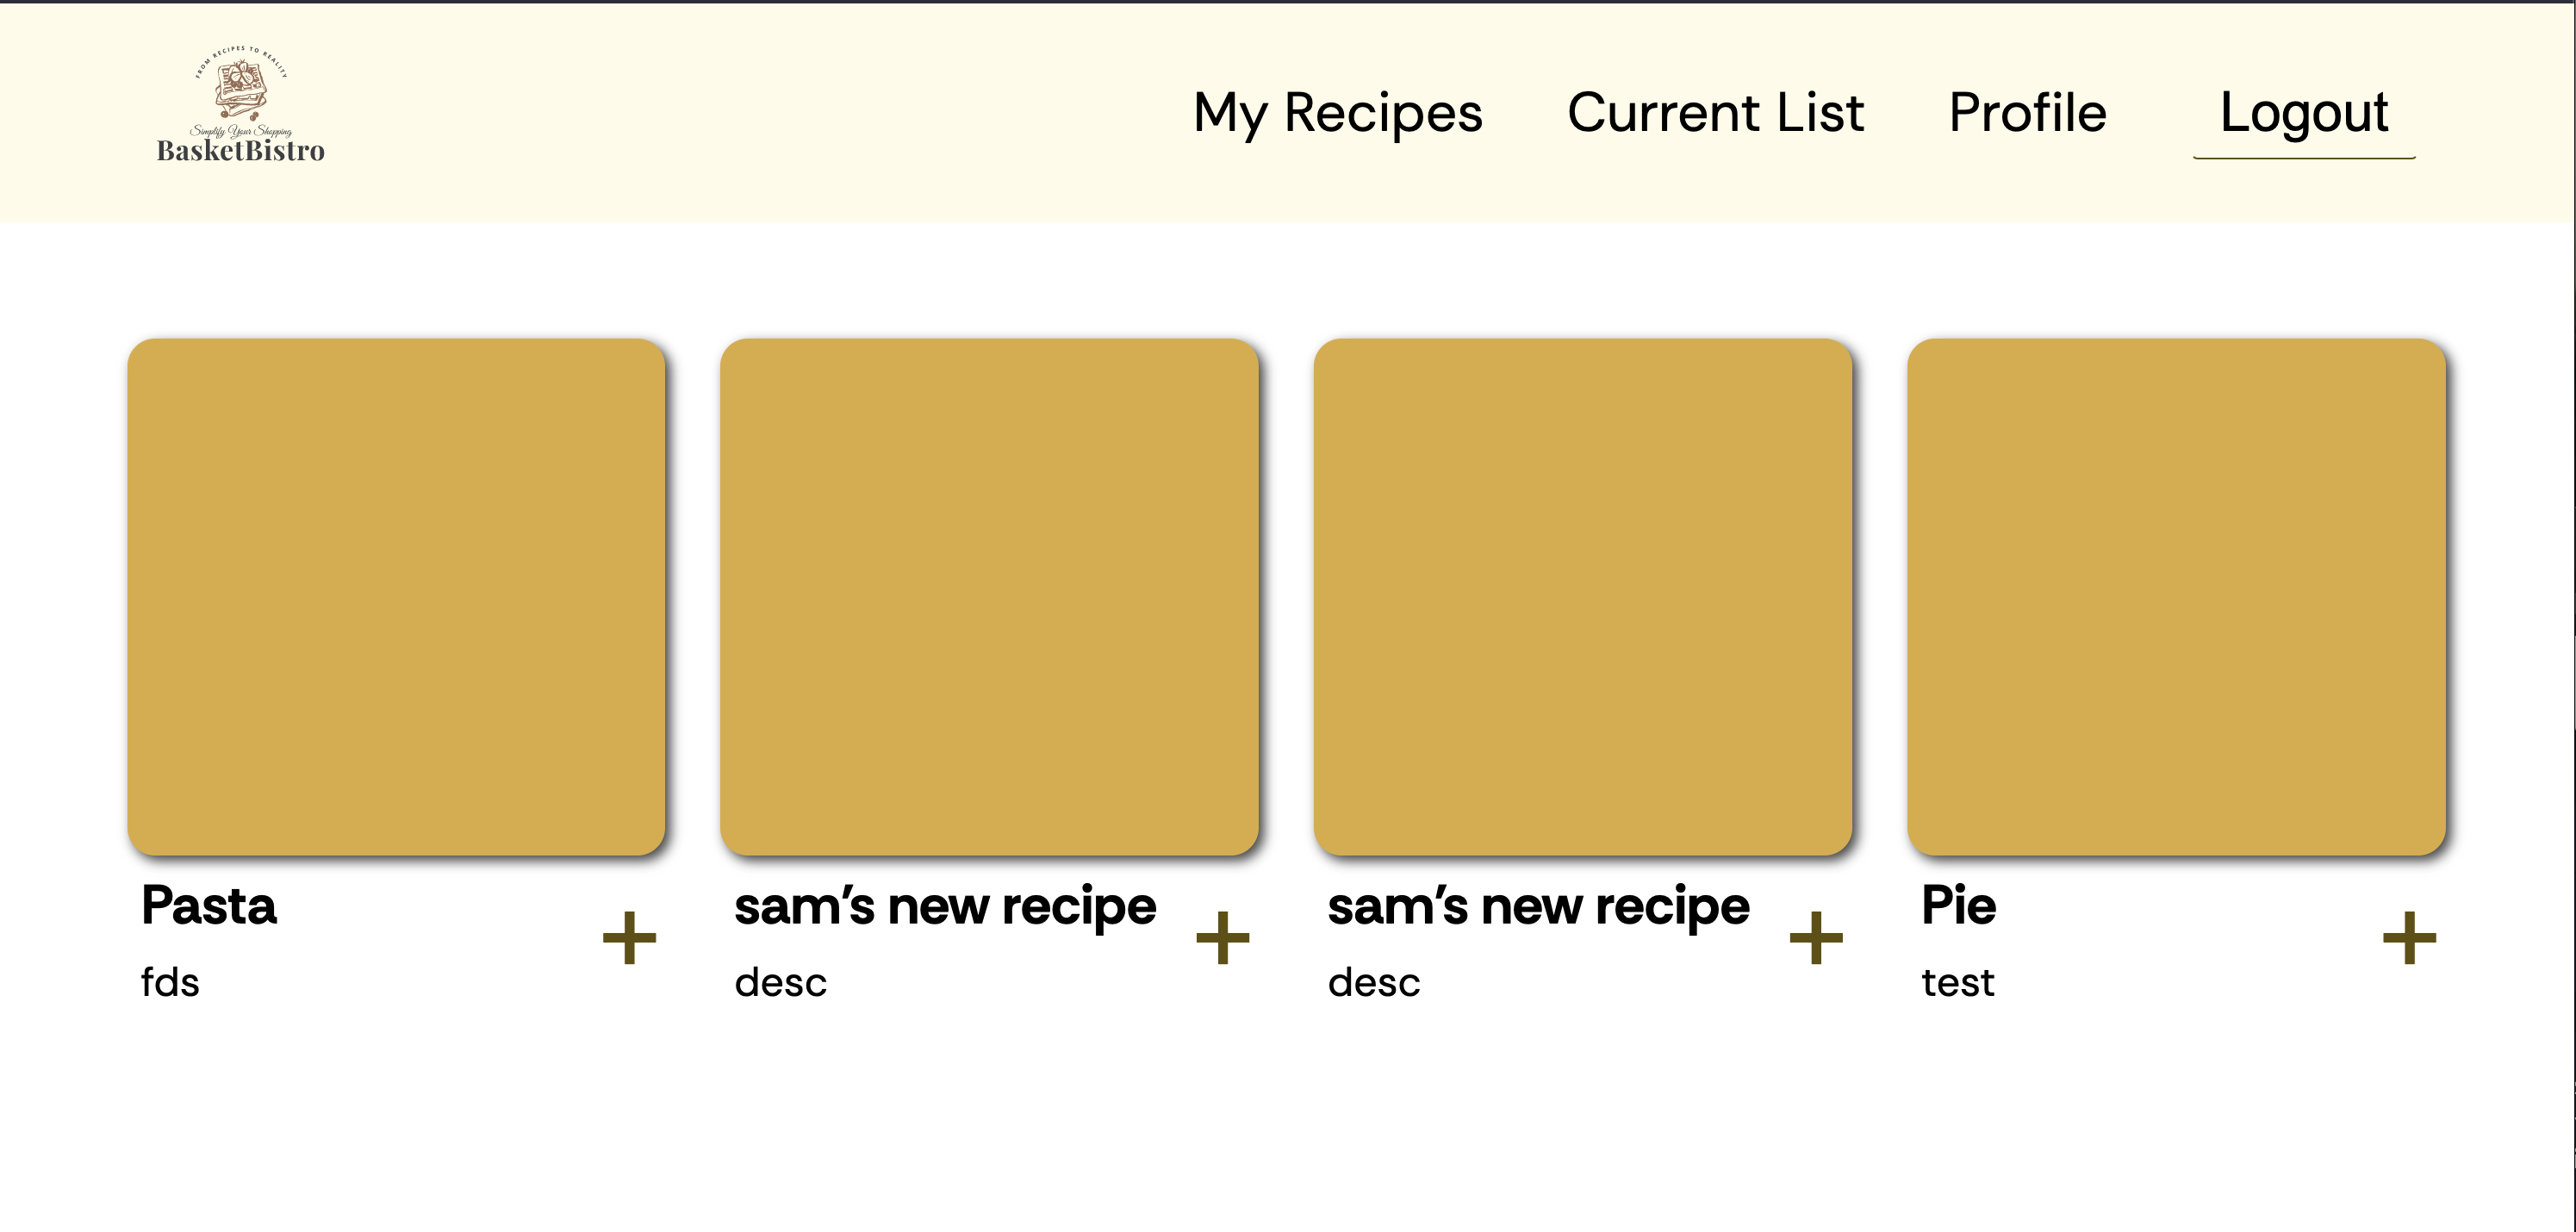 FROM RECIPES TO REALITY
Simplify Your Shopping
BasketBistro
My Recipes
Current List
Profile
Logout
Pasta
fds
sam's new recipe
desc
sam's new recipe
desc
Pie
test